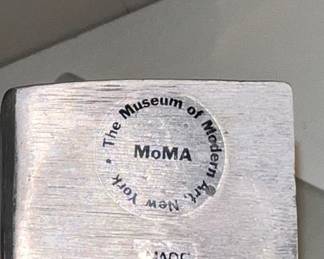 The Museum of Modern Art, New York •
MoMA